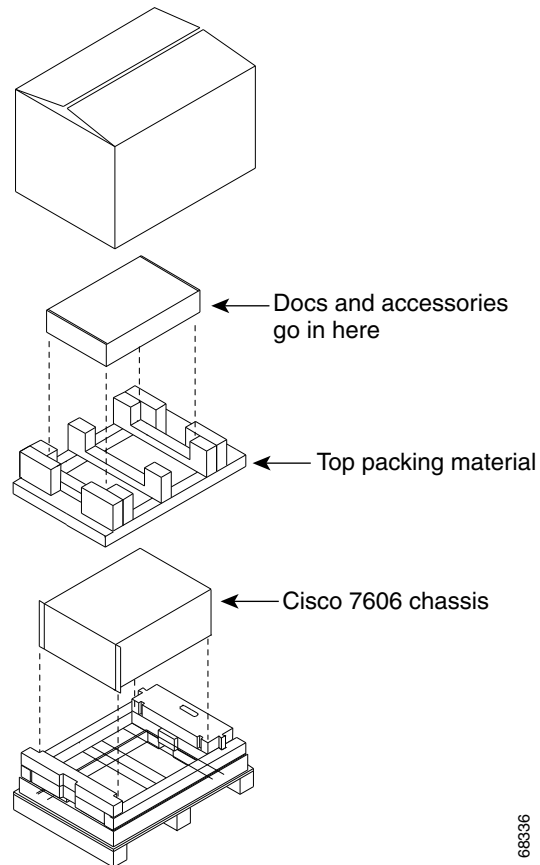 Docs and accessories
go in here
Top packing material
Cisco 7606 chassis
68336